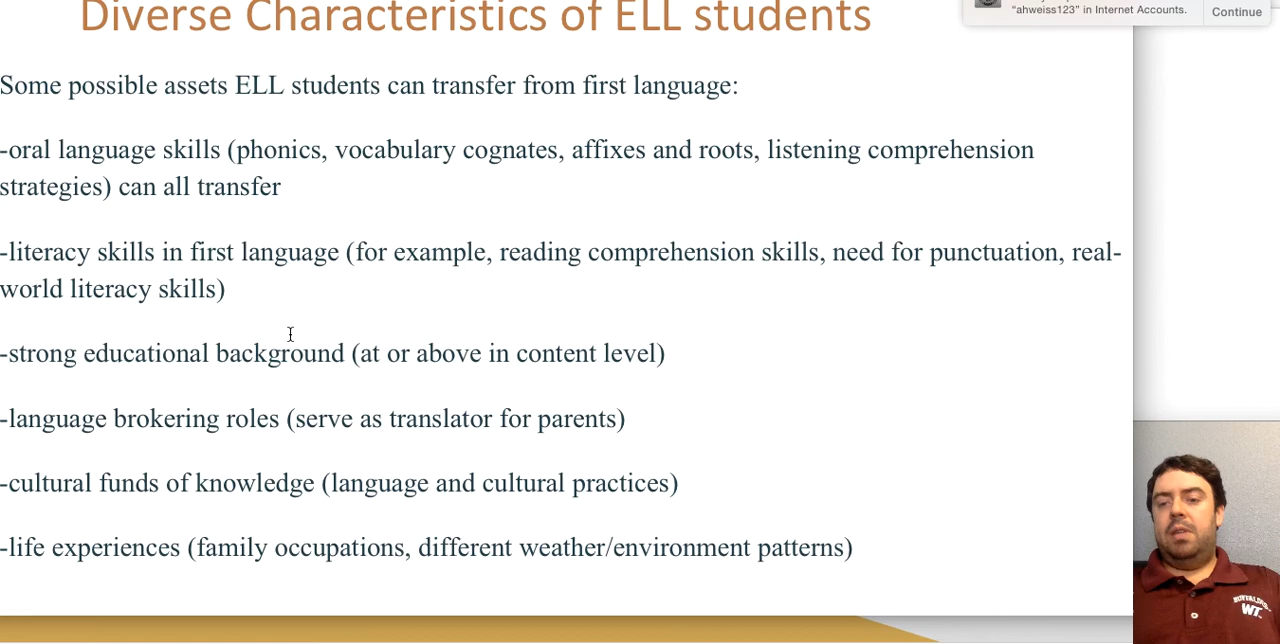 Diverse Characteristics of ELL students
"ahweiss123" in Internet Accounts.
Continue
Some possible assets ELL students can transfer from first language:
-oral language skills (phonics, vocabulary cognates, affixes and roots, listening comprehension
strategies) can all transfer
-literacy skills in first language (for example, reading comprehension skills, need for punctuation, real-
world literacy skills)
-strong educational background (at or above in content level)
-language brokering roles (serve as translator for parents)
-cultural funds of knowledge (language and cultural practices)
-life experiences (family occupations, different weather/environment patterns)
WT